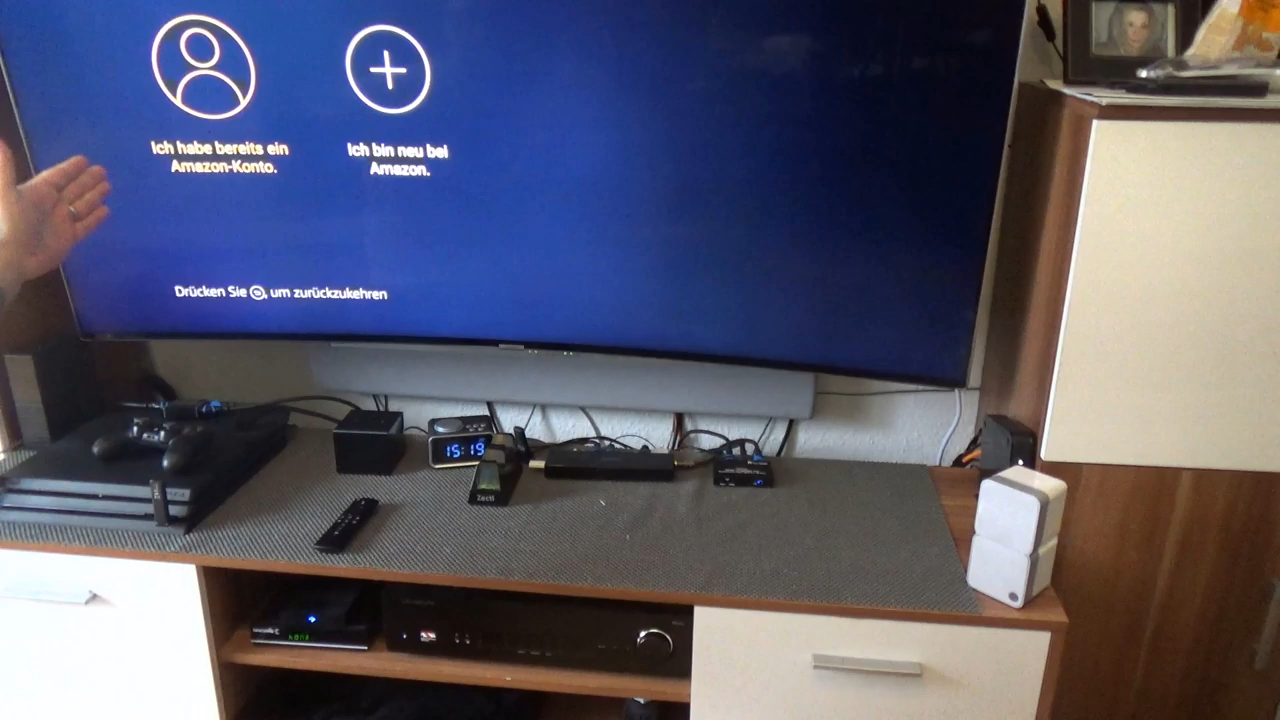 Ich habe bereits ein
Amazon-Konto.
Ich bin neu bei
Amazon.
Drücken Sie , um zurückzukehren
15:19